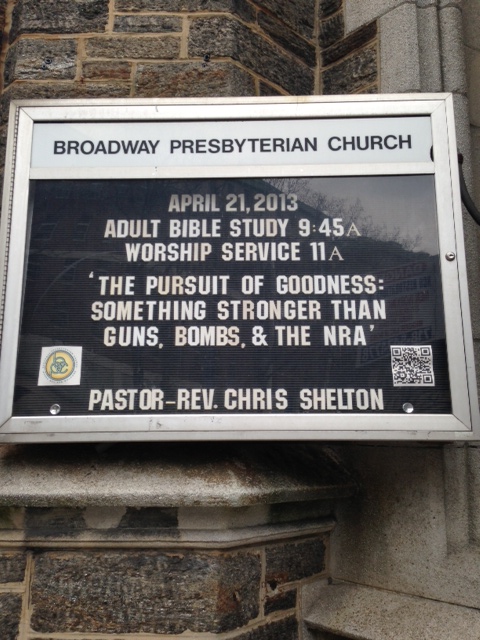 BROADWAY PRESBYTERIAN CHURCH
APRIL 21, 2013
ADULT BIBLE STUDY 9:45A
WORSHIP SERVICE 11A
'THE PURSUIT OF GOODNESS:
SOMETHING STRONGER THAN
GUNS, BOMBS, & THE NRA'
PASTOR-REV. CHRIS SHELTON